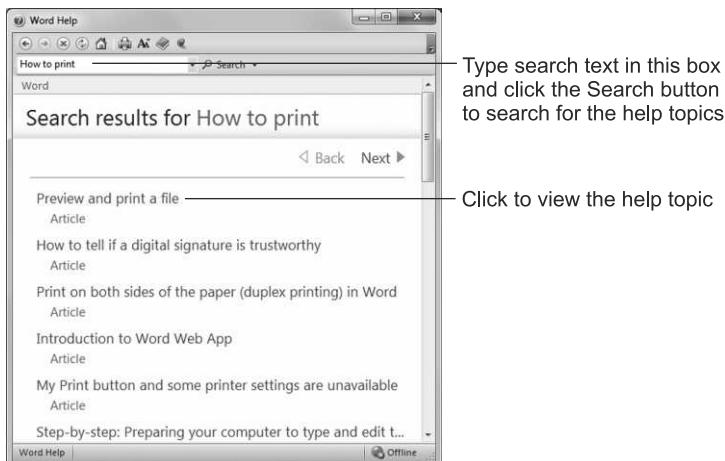 Word Help
How to print
Search
Word
Search results for How to print
Back Next
Preview and print a file
Article
How to tell if a digital signature is trustworthy
Article
Print on both sides of the paper (duplex printing) in Word
Article
Introduction to Word Web App
Article
My Print button and some printer settings are unavailable
Article
Step-by-step: Preparing your computer to type and edit t...
Word Help
Offline
Type search text in this box
and click the Search button
to search for the help topics
Click to view the help topic